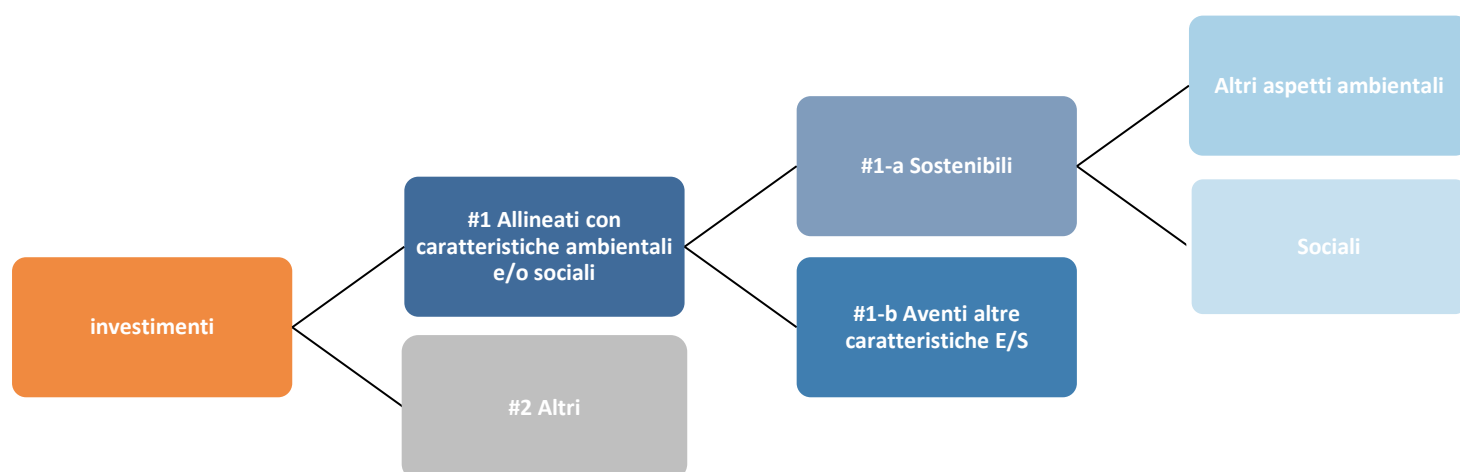 investimenti
#1 Allineati con
caratteristiche ambientali
e/o sociali
#2 Altri
#1-a Sostenibili
#1-b Aventi altre
caratteristiche E/S
Altri aspetti ambientali
Sociali